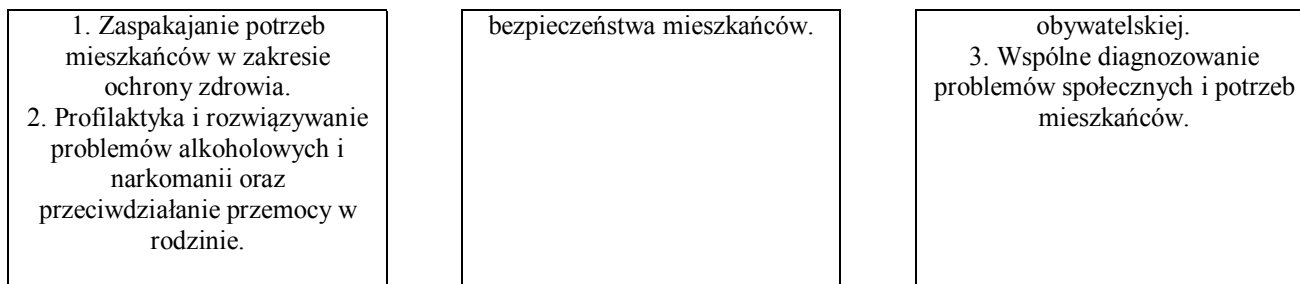 1. Zaspakajanie potrzeb
mieszkańców w zakresie
ochrony zdrowia.
2. Profilaktyka i rozwiązywanie
problemów alkoholowych i
narkomanii oraz
przeciwdziałanie przemocy w
rodzinie.
bezpieczeństwa mieszkańców.
obywatelskiej.
3. Wspólne diagnozowanie
problemów społecznych i potrzeb
mieszkańców.